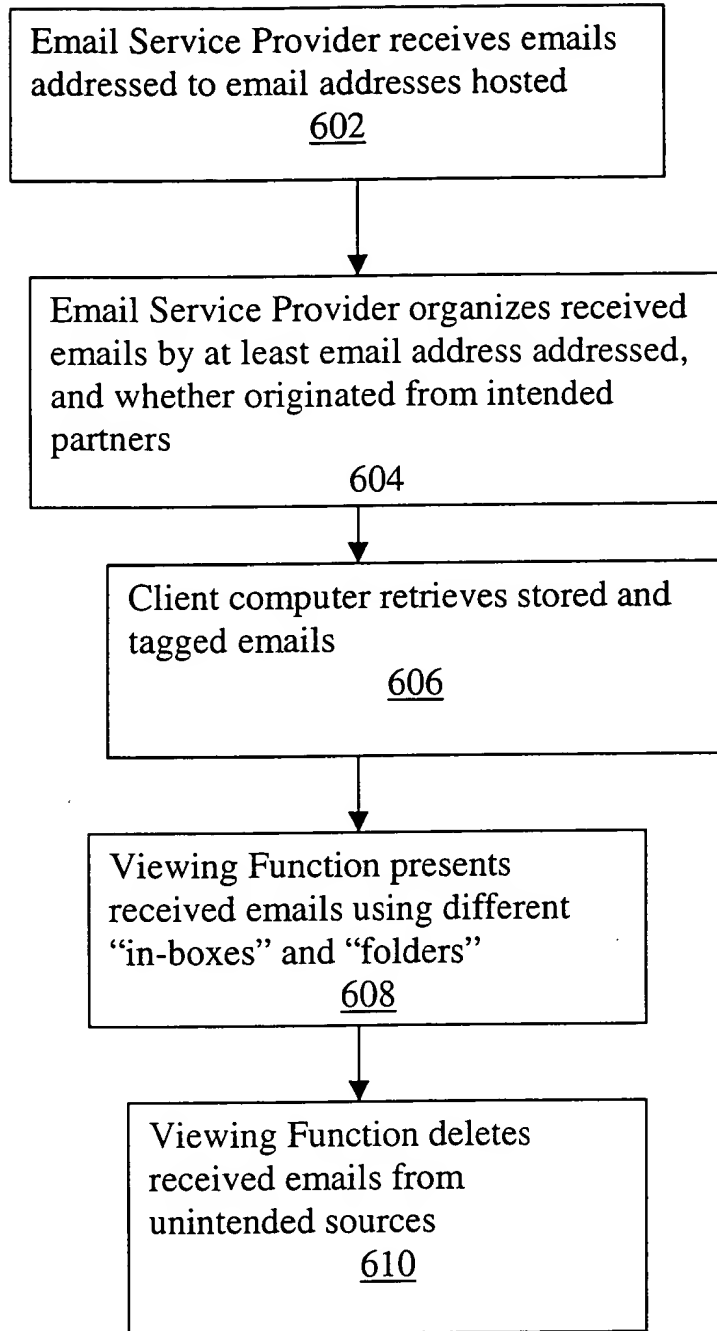 Email Service Provider receives emails
addressed to email addresses hosted
602
Email Service Provider organizes received
emails by at least email address addressed,
and whether originated from intended
partners
604
Client computer retrieves stored and
tagged emails
606
Viewing Function presents
received emails using different
“in-boxes” and “folders”
608
Viewing Function deletes
received emails from
unintended sources
610